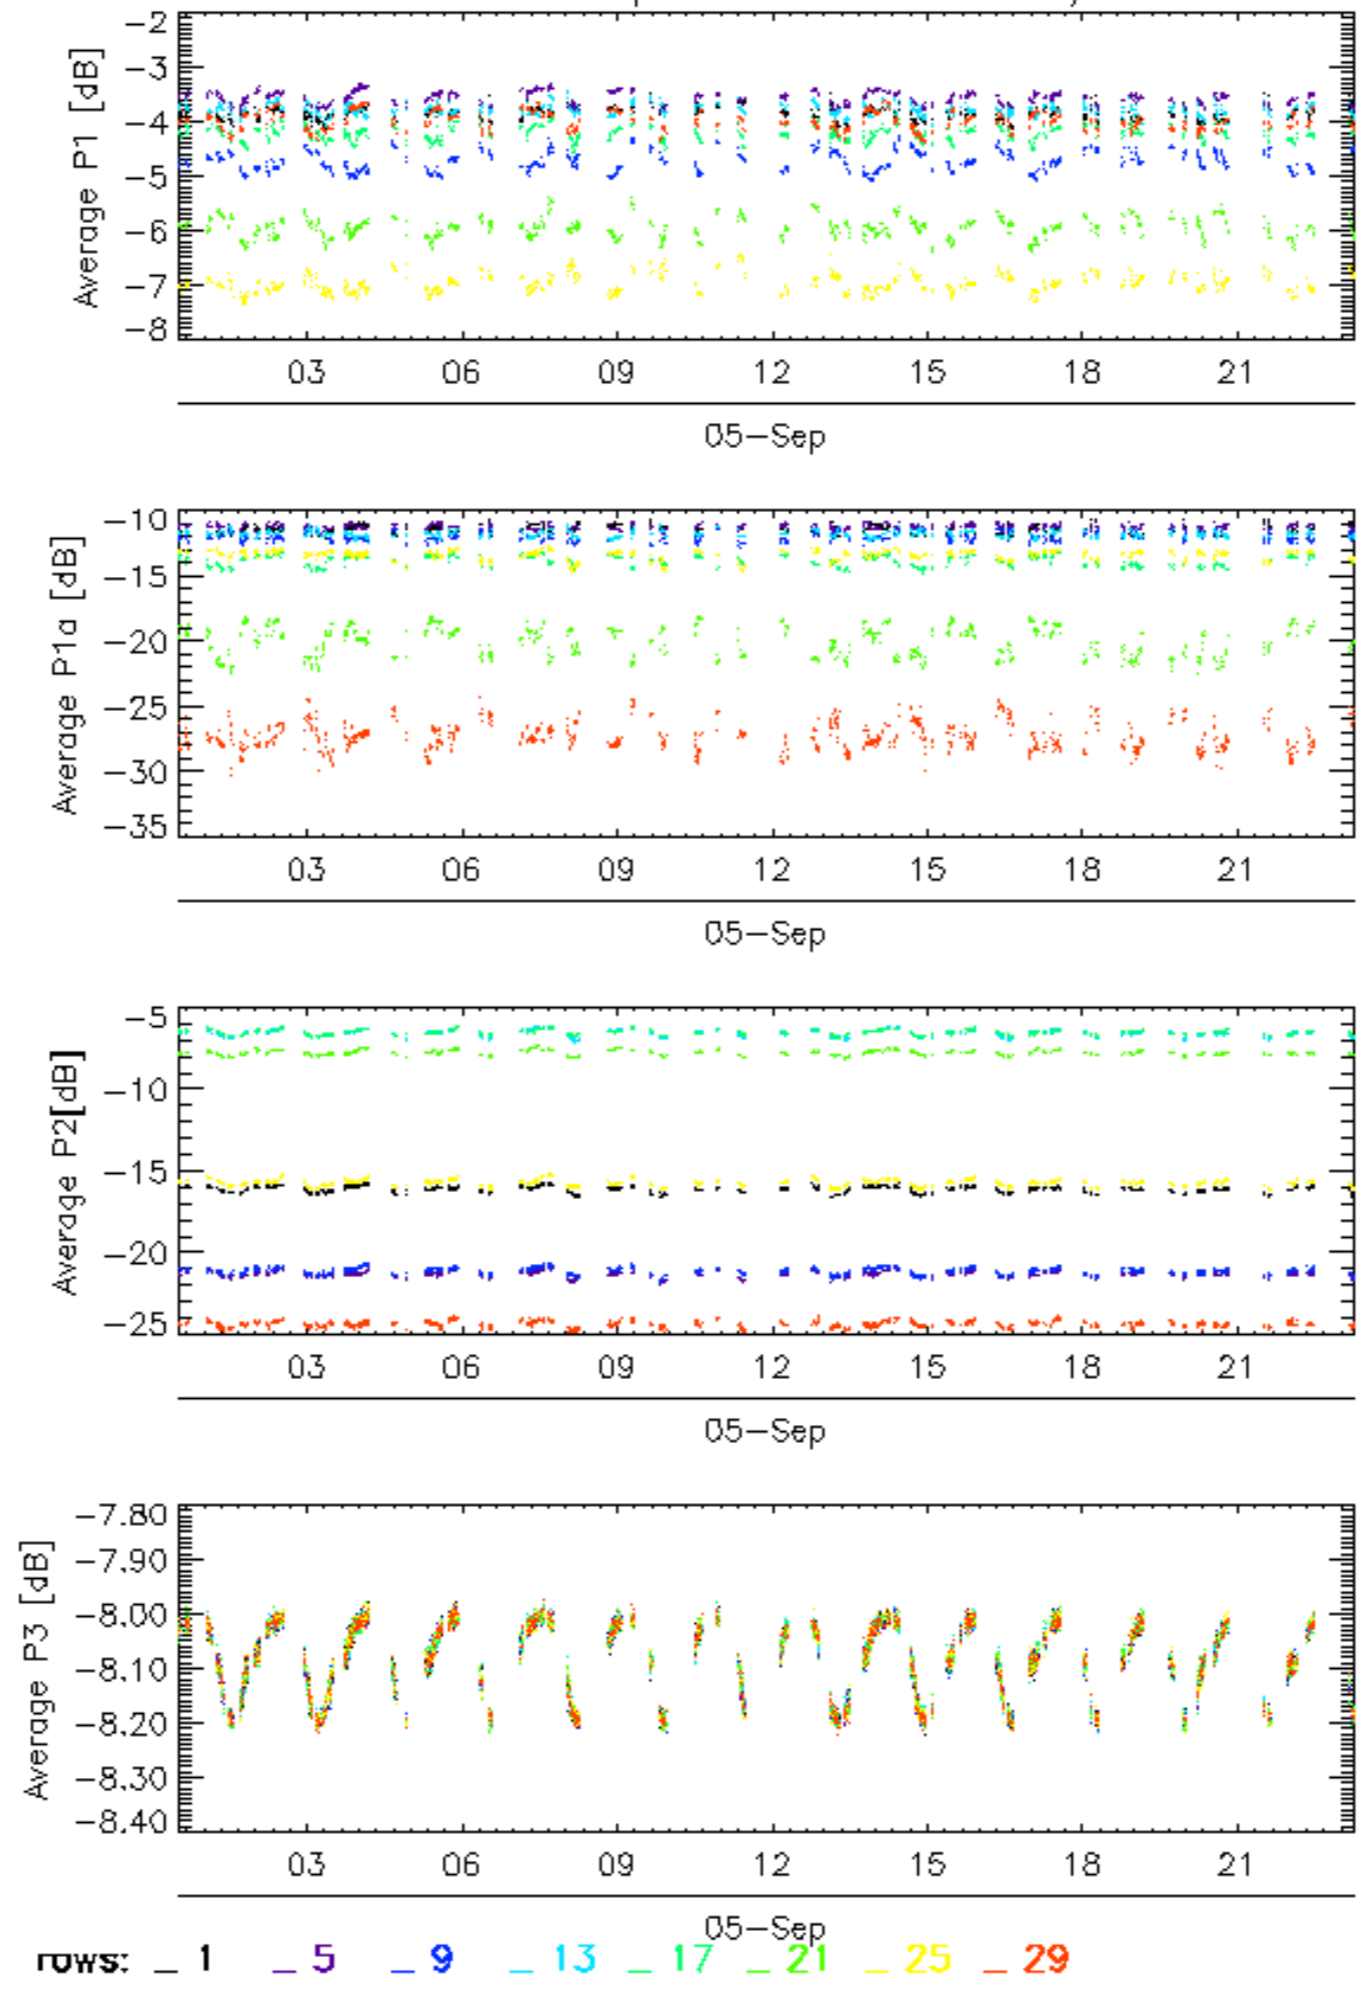 Average P1 [dB]
-2
-3
-4
-5
-6
-7
-8
03 06 09 12 15 18 21
05-Sep
Average P1a [dB]
-10
-15
-20
-25
-30
-35
03 06 09 12 15 18 21
05-Sep
Average P2[dB]
-5
-10
-15
-20
-25
03 06 09 12 15 18 21
05-Sep
Average P3 [dB]
-7.80
-7.90
-8.00
-8.10
-8.20
-8.30
-8.40
03 06 09 12 15 18 21
05-Sep
rows: _ 1 _ 5 _ 9 _ 13 _ 17 _ 21 _ 25 _ 29